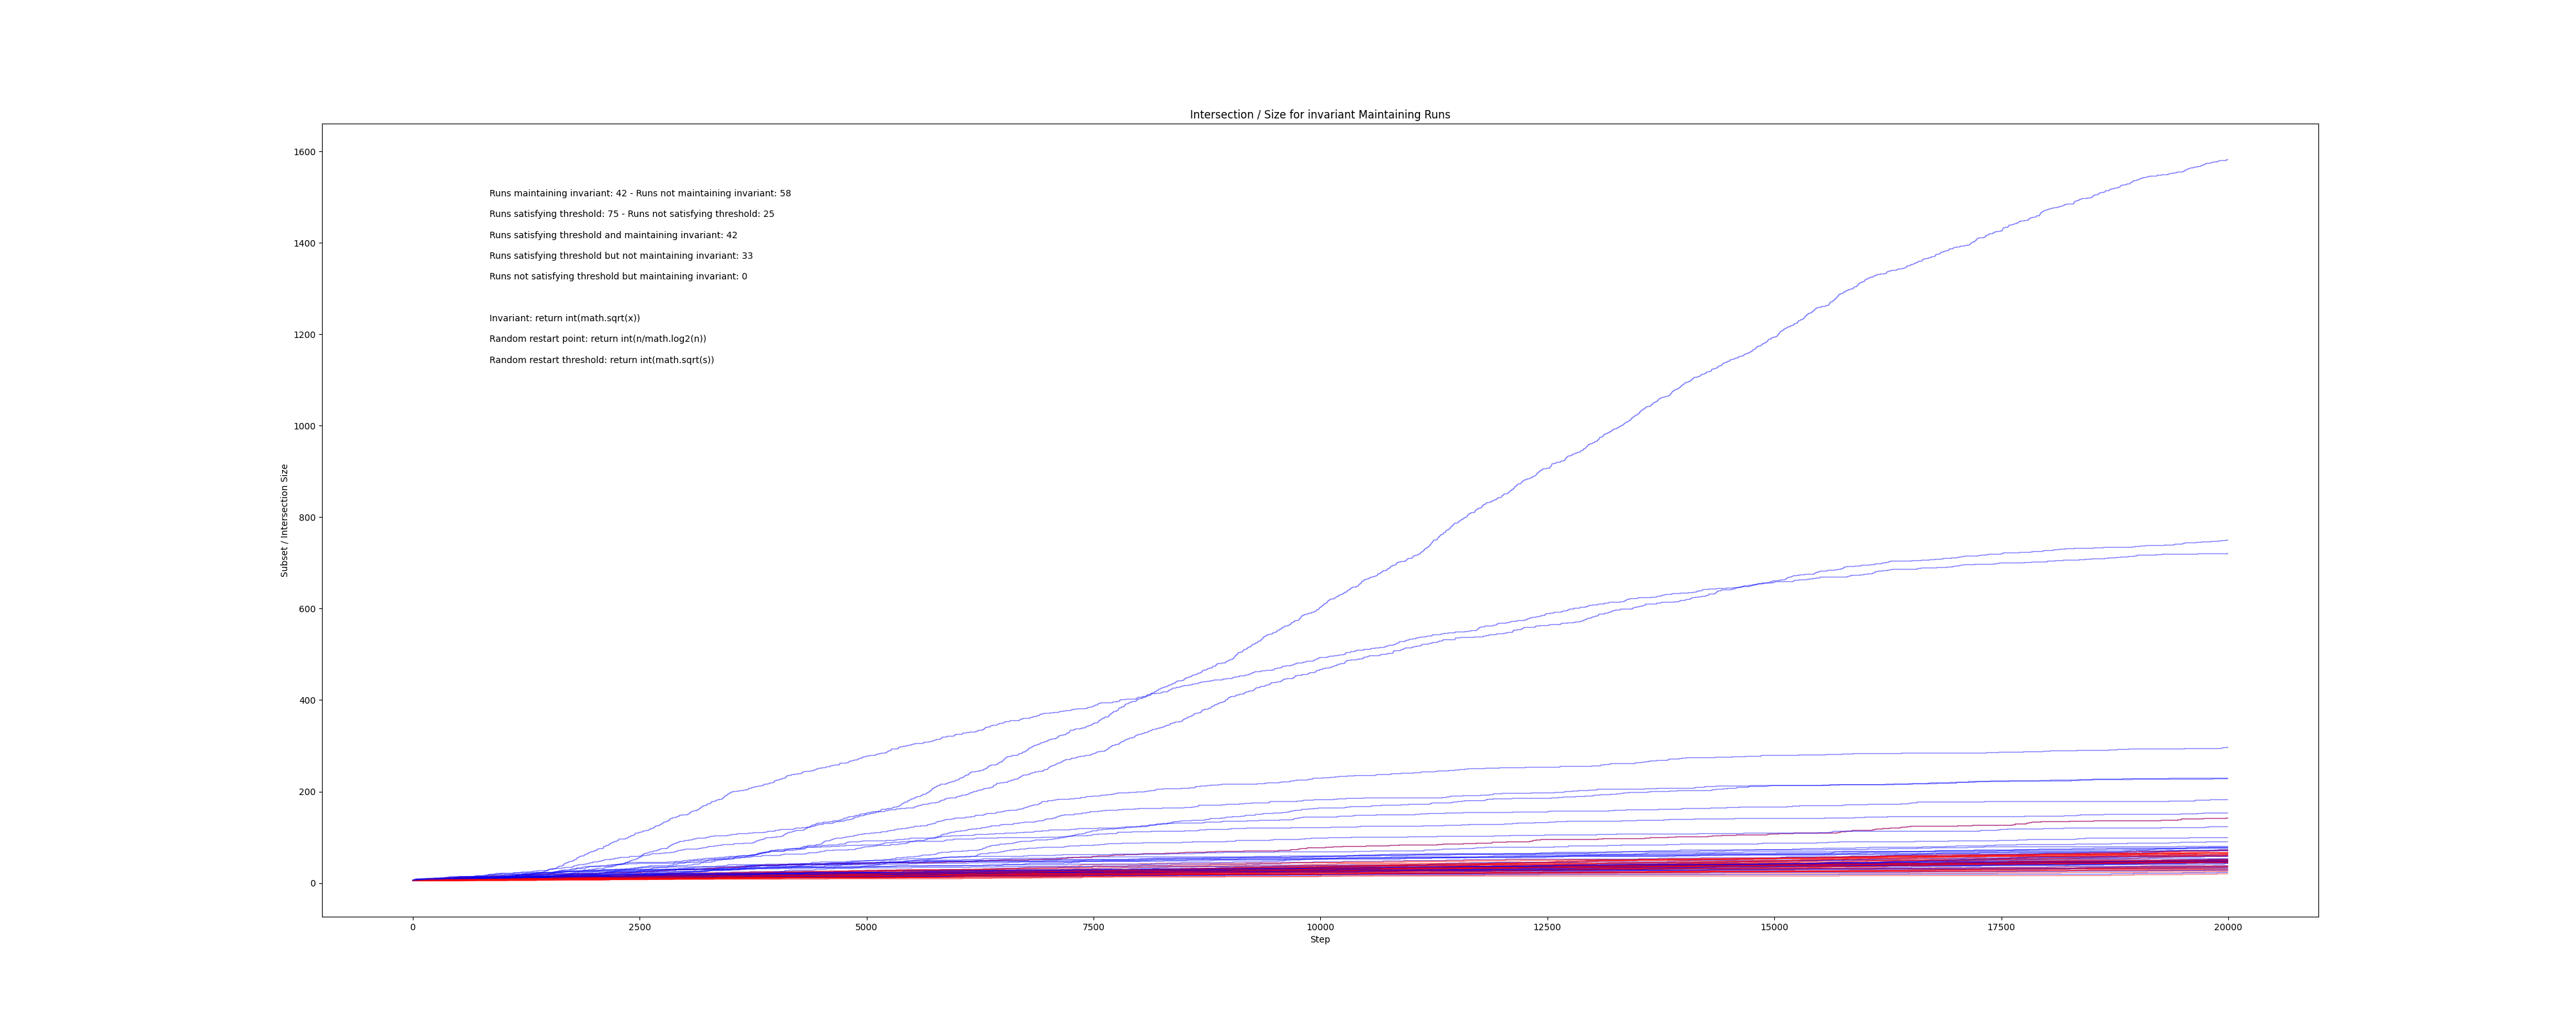 Intersection / Size for invariant Maintaining Runs
1600
1400
1200
1000
800
600
400
200
0
Subset / Intersection Size
Runs maintaining invariant: 42 - Runs not maintaining invariant: 58
Runs satisfying threshold: 75 - Runs not satisfying threshold: 25
Runs satisfying threshold and maintaining invariant: 42
Runs satisfying threshold but not maintaining invariant: 33
Runs not satisfying threshold but maintaining invariant: 0
Invariant: return int(math.sqrt(x))
Random restart point: return int(n/math.log2(n))
Random restart threshold: return int(math.sqrt(s))
0 2500 5000 7500 10000 12500 15000 17500 20000
Step